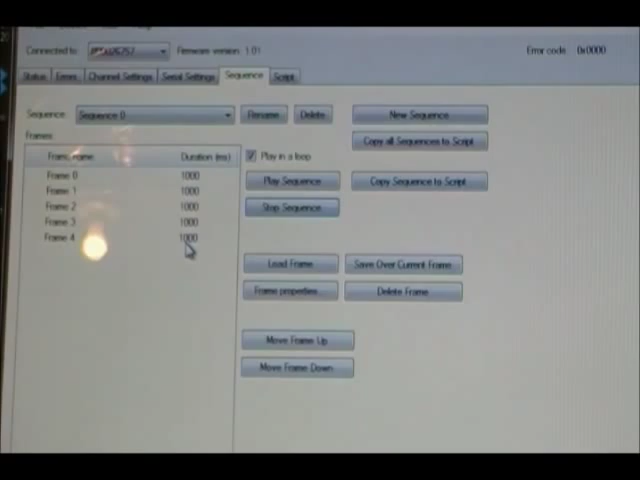 Connected to: Firmware version: 1.01 Error code: 0x0000
Status Errors Channel Settings Serial Settings Sequence Script
Sequence: Sequence 0 Rename Delete New Sequence
Copy all Sequences to Script
Frames
Frame name Duration (ms) Play in a loop
Frame 0 1000 Play Sequence Copy Sequence to Script
Frame 1 1000
Frame 2 1000 Stop Sequence
Frame 3 1000
Frame 4 1000
Load Frame Save Over Current Frame
Frame properties... Delete Frame
Move Frame Up
Move Frame Down